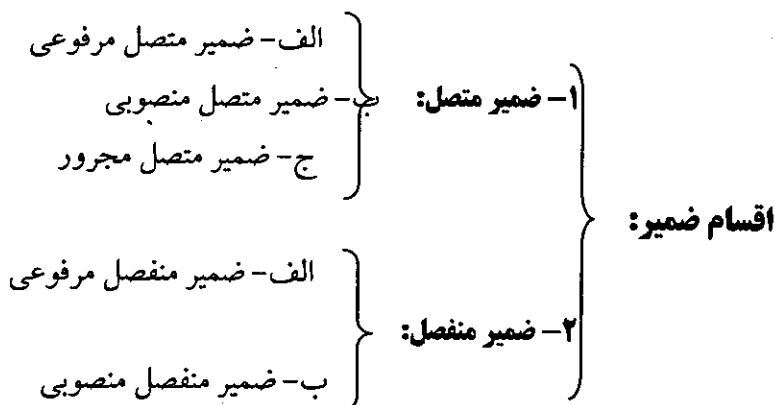 اقسام ضمیر:
۱- ضمیر متصل:
الف- ضمیر متصل مرفوعی
ب- ضمیر متصل منصوبی
ج- ضمیر متصل مجرور
۲- ضمیر منفصل:
الف- ضمیر منفصل مرفوعی
ب- ضمیر منفصل منصوبی